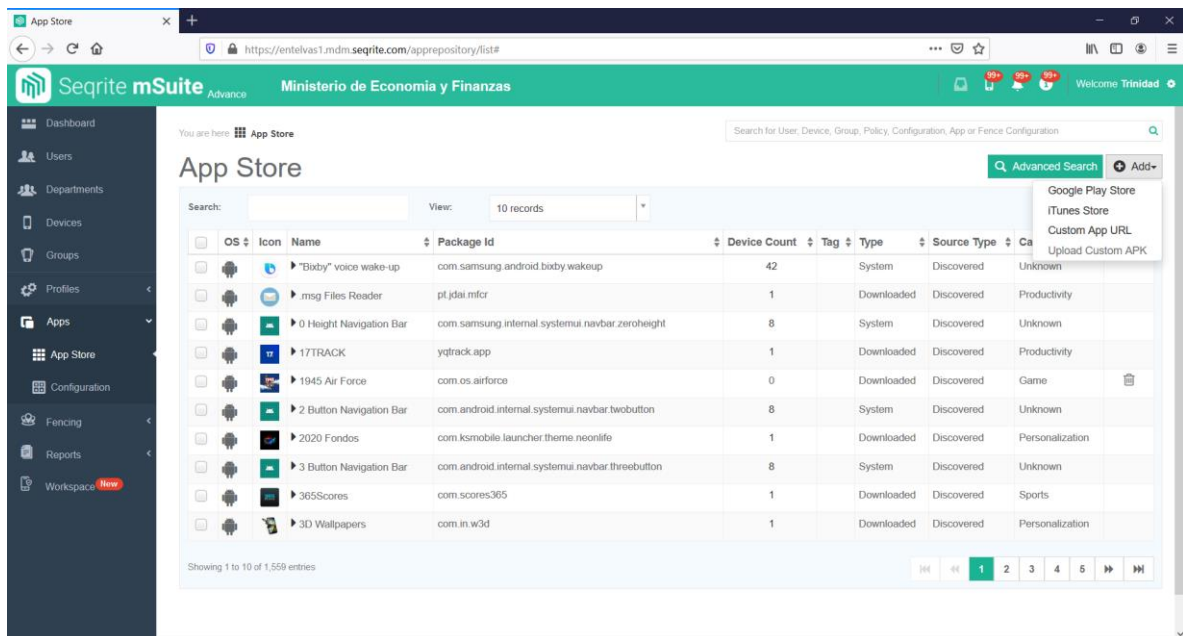 App Store
https://entelvas1.mdm.seqrite.com/apprepository/list#
Seqrite mSuite Advance
Ministerio de Economia y Finanzas
99+ 99+ 99+
Welcome Trinidad
Dashboard
Users
Departments
Devices
Groups
Profiles
Apps
App Store
Configuration
Fencing
Reports
Workspace New
You are here App Store
Search for User, Device, Group, Policy, Configuration, App or Fence Configuration
App Store
Advanced Search
Add
Google Play Store
iTunes Store
Custom App URL
Upload Custom APK
Search:
View: 10 records
OS Icon Name Package Id Device Count Tag Type Source Type Ca
"Bixby" voice wake-up com.samsung.android.bixby.wakeup 42 System Discovered Unknown
.msg Files Reader pt.jdai.mfcr 1 Downloaded Discovered Productivity
0 Height Navigation Bar com.samsung.internal.systemui.navbar.zeroheight 8 System Discovered Unknown
17TRACK yqtrack.app 1 Downloaded Discovered Productivity
1945 Air Force com.os.airforce 0 Downloaded Discovered Game
2 Button Navigation Bar com.android.internal.systemui.navbar.twobutton 8 System Discovered Unknown
2020 Fondos com.ksmobile.launcher.theme.neonlife 1 Downloaded Discovered Personalization
3 Button Navigation Bar com.android.internal.systemui.navbar.threebutton 8 System Discovered Unknown
365Scores com.scores365 1 Downloaded Discovered Sports
3D Wallpapers com.in.w3d 1 Downloaded Discovered Personalization
Showing 1 to 10 of 1,559 entries
1 2 3 4 5